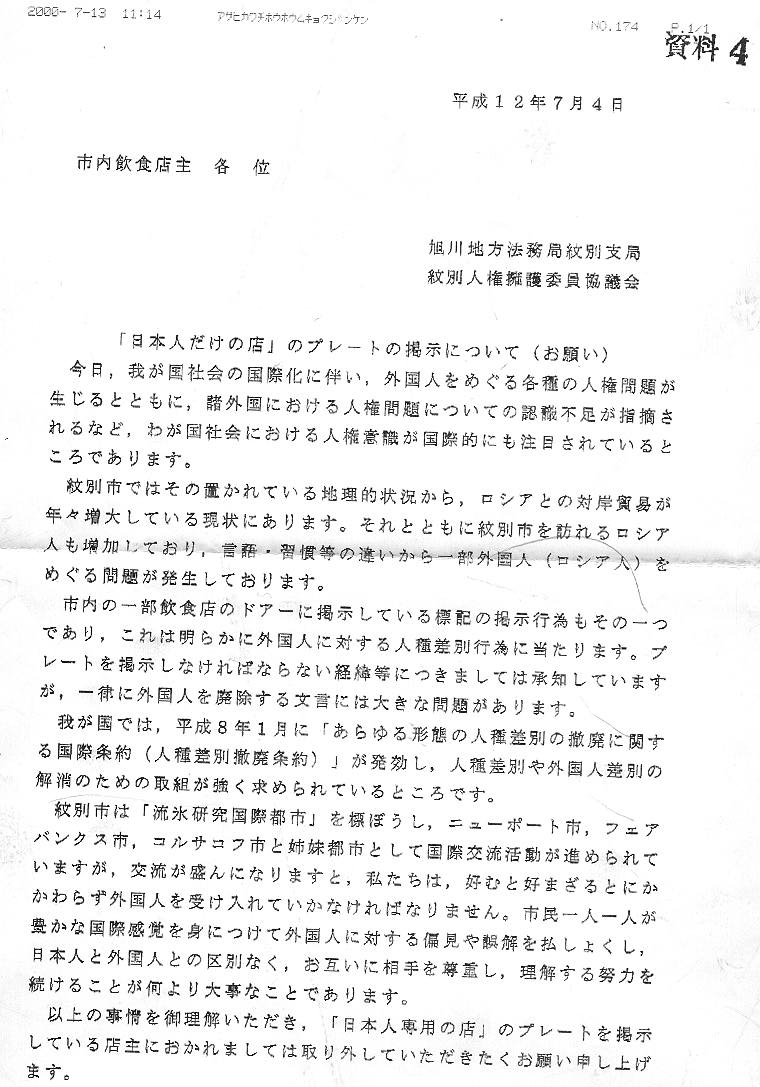 2000- 7-13 11:14 アサヒカワチホウホウムキョクジンケン NO.174 P.1/1
資料4
平成12年7月4日
市内飲食店主 各 位
旭川地方法務局紋別支局
紋別人権擁護委員協議会
「日本人だけの店」のプレートの掲示について（お願い）
今日，我が国社会の国際化に伴い，外国人をめぐる各種の人権問題が
生じるとともに，諸外国における人権問題についての認識不足が指摘さ
れるなど，わが国社会における人権意識が国際的にも注目されていると
ころであります。
紋別市ではその置かれている地理的状況から，ロシアとの対岸貿易が
年々増大している現状にあります。それとともに紋別市を訪れるロシア
人も増加しており，言語・習慣等の違いから一部外国人（ロシア人）を
めぐる問題が発生しております。
市内の一部飲食店のドアーに掲示している標記の掲示行為もその一つ
であり，これは明らかに外国人に対する人種差別行為に当たります。プ
レートを掲示しなければならない経緯等につきましては承知しています
が，一律に外国人を廃除する文言には大きな問題があります。
我が国では，平成8年1月に「あらゆる形態の人種差別の撤廃に関す
る国際条約（人種差別撤廃条約）」が発効し，人種差別や外国人差別の
解消のための取組が強く求められているところです。
紋別市は「流氷研究国際都市」を標ぼうし，ニューポート市，フェア
バンクス市，コルサコフ市と姉妹都市として国際交流活動が進められて
いますが，交流が盛んになりますと，私たちは，好むと好まざるとにか
かわらず外国人を受け入れていかなければなりません。市民一人一人が
豊かな国際感覚を身につけて外国人に対する偏見や誤解を払しょくし，
日本人と外国人との区別なく，お互いに相手を尊重し，理解する努力を
続けることが何より大事なことであります。
以上の事情を御理解いただき，「日本人専用の店」のプレートを掲示
している店主におかれましては取り外していただきたくお願い申し上げ
ます。